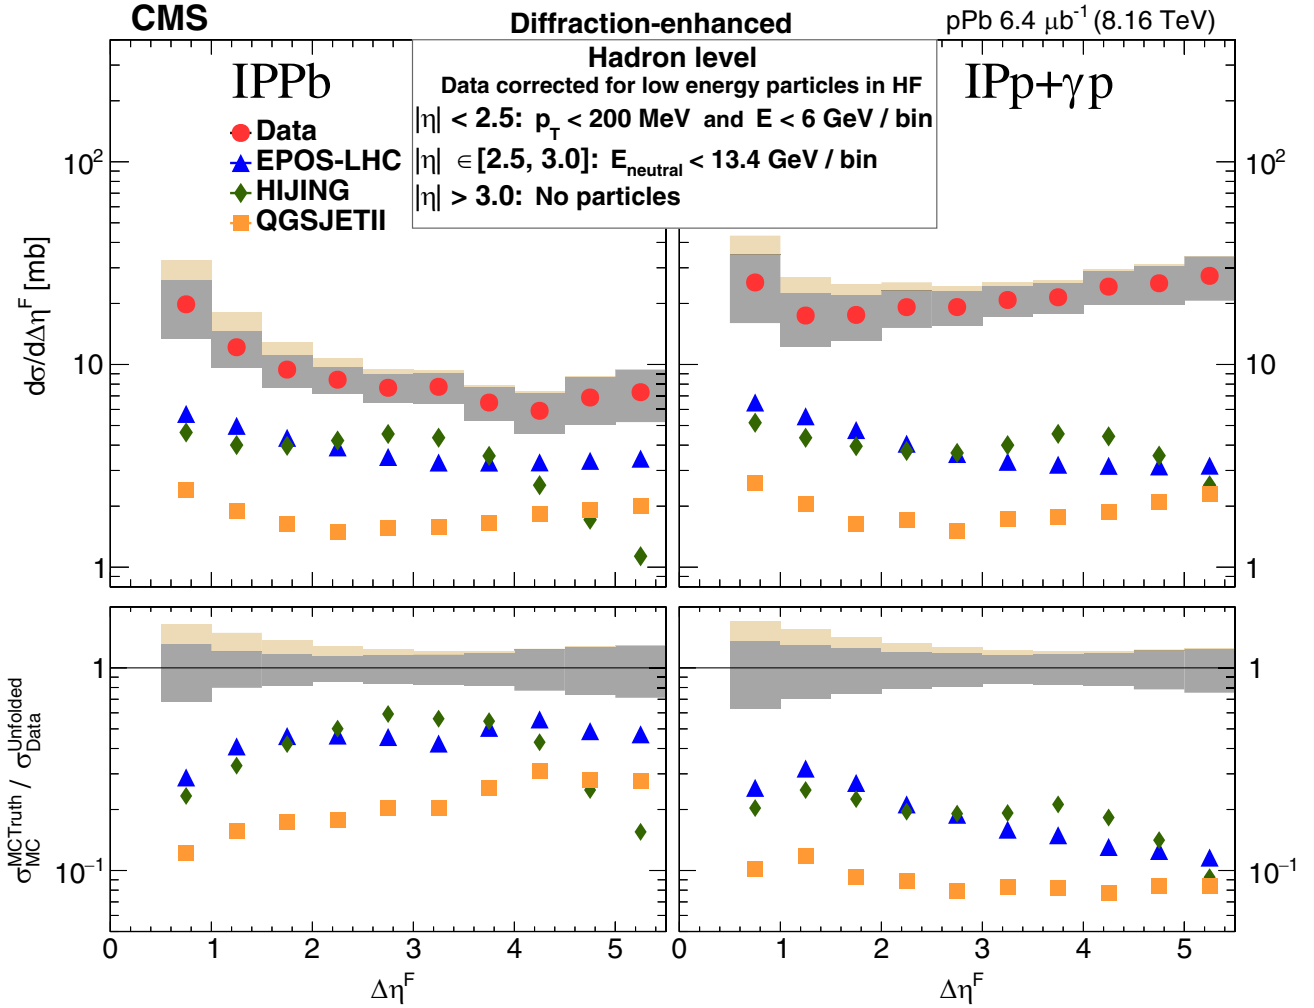 CMS
Diffraction-enhanced
pPb 6.4 μb⁻¹ (8.16 TeV)
Hadron level
Data corrected for low energy particles in HF
|η| < 2.5: p_T < 200 MeV and E < 6 GeV / bin
|η| ∈ [2.5, 3.0]: E_neutral < 13.4 GeV / bin
|η| > 3.0: No particles
IPPb
IPp+γp
Data
EPOS-LHC
HIJING
QGSJETII
dσ/dΔη^F [mb]
10²
10
1
10²
10
1
σ_MC^MCTruth / σ_Data^Unfolded
1
10⁻¹
1
10⁻¹
0 1 2 3 4 5
0 1 2 3 4 5
Δη^F
Δη^F